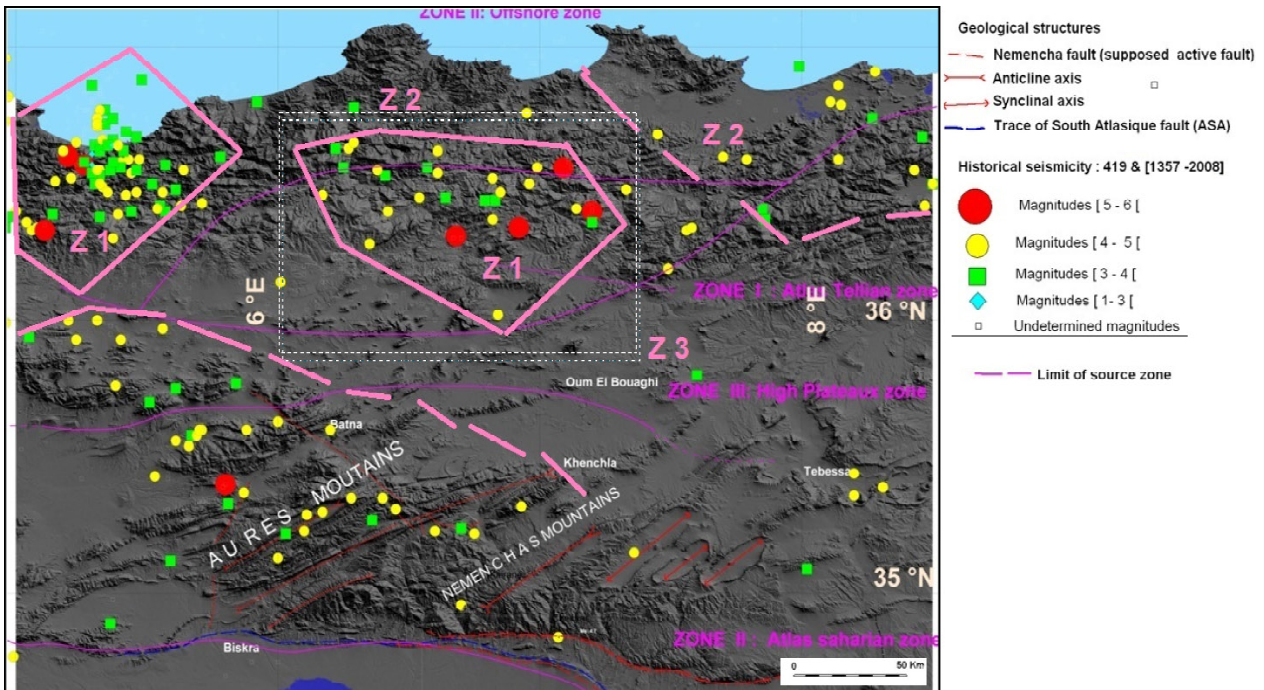 ZONE II: Offshore zone
Z 2
Z 2
Z 1
Z 1
6 °E
ZONE I : Atlas Tellian zone
8 °E
36 °N
Z 3
Oum El Bouaghi
ZONE III: High Plateaux zone
Batna
Khenchla
Tebessa
AURES MOUTAINS
NEMENCHAS MOUNTAINS
35 °N
ZONE II : Atlas saharian zone
Biskra
0 50 Km
Geological structures
Nemencha fault (supposed active fault)
Anticline axis
Synclinal axis
Trace of South Atlasique fault (ASA)
Historical seismicity : 419 & [1357 -2008]
Magnitudes [ 5 - 6 [
Magnitudes [ 4 - 5 [
Magnitudes [ 3 - 4 [
Magnitudes [ 1- 3 [
Undetermined magnitudes
Limit of source zone